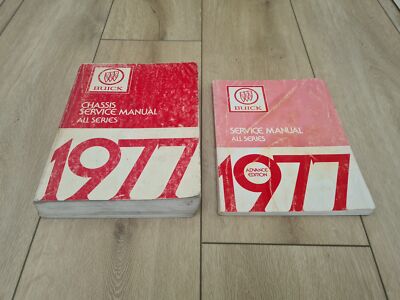 BUICK
CHASSIS
SERVICE MANUAL
ALL SERIES
1977
BUICK
SERVICE MANUAL
ALL SERIES
1977
ADVANCE
EDITION